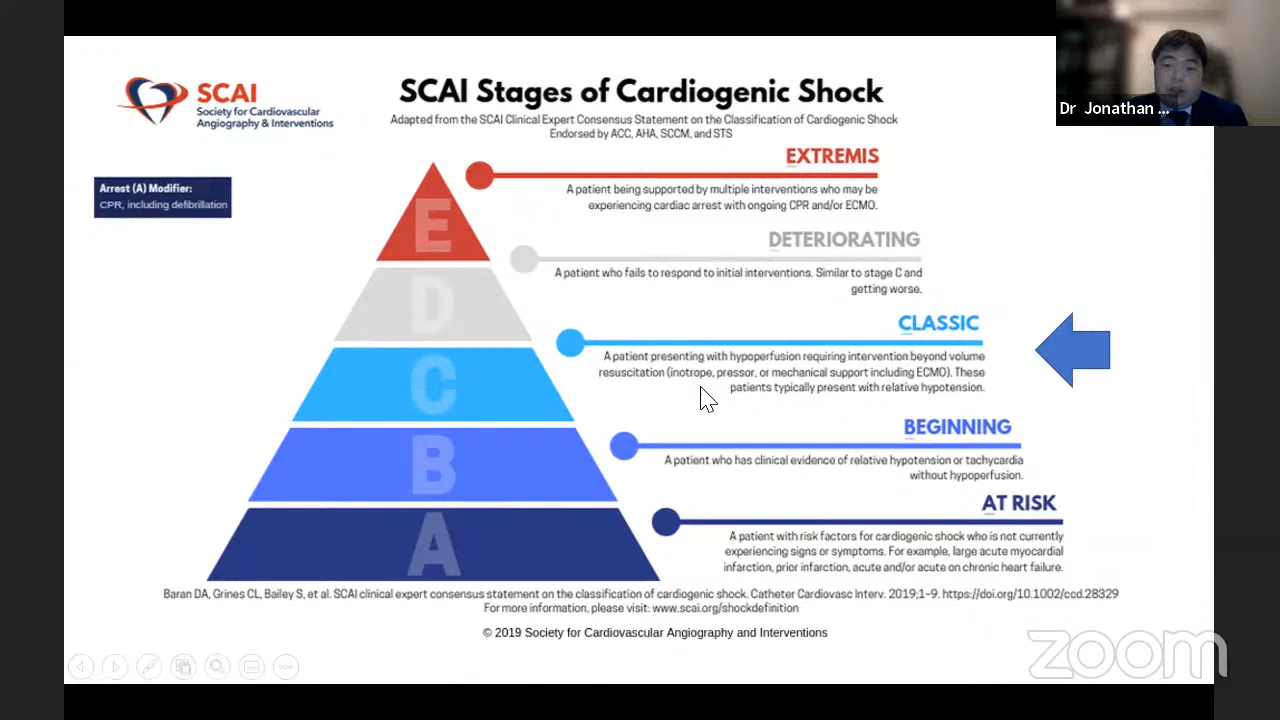 Dr Jonathan ...
SCAI
Society for Cardiovascular
Angiography & Interventions
SCAI Stages of Cardiogenic Shock
Adapted from the SCAI Clinical Expert Consensus Statement on the Classification of Cardiogenic Shock
Endorsed by ACC, AHA, SCCM, and STS
Arrest (A) Modifier:
CPR, including defibrillation
E
EXTREMIS
A patient being supported by multiple interventions who may be
experiencing cardiac arrest with ongoing CPR and/or ECMO.
D
DETERIORATING
A patient who fails to respond to initial interventions. Similar to stage C and
getting worse.
C
CLASSIC
A patient presenting with hypoperfusion requiring intervention beyond volume
resuscitation (inotrope, pressor, or mechanical support including ECMO). These
patients typically present with relative hypotension.
B
BEGINNING
A patient who has clinical evidence of relative hypotension or tachycardia
without hypoperfusion.
A
AT RISK
A patient with risk factors for cardiogenic shock who is not currently
experiencing signs or symptoms. For example, large acute myocardial
infarction, prior infarction, acute and/or acute on chronic heart failure.
Baran DA, Grines CL, Bailey S, et al. SCAI clinical expert consensus statement on the classification of cardiogenic shock. Catheter Cardiovasc Interv. 2019;1-9. https://doi.org/10.1002/ccd.28329
For more information, please visit: www.scai.org/shockdefinition
© 2019 Society for Cardiovascular Angiography and Interventions
zoom